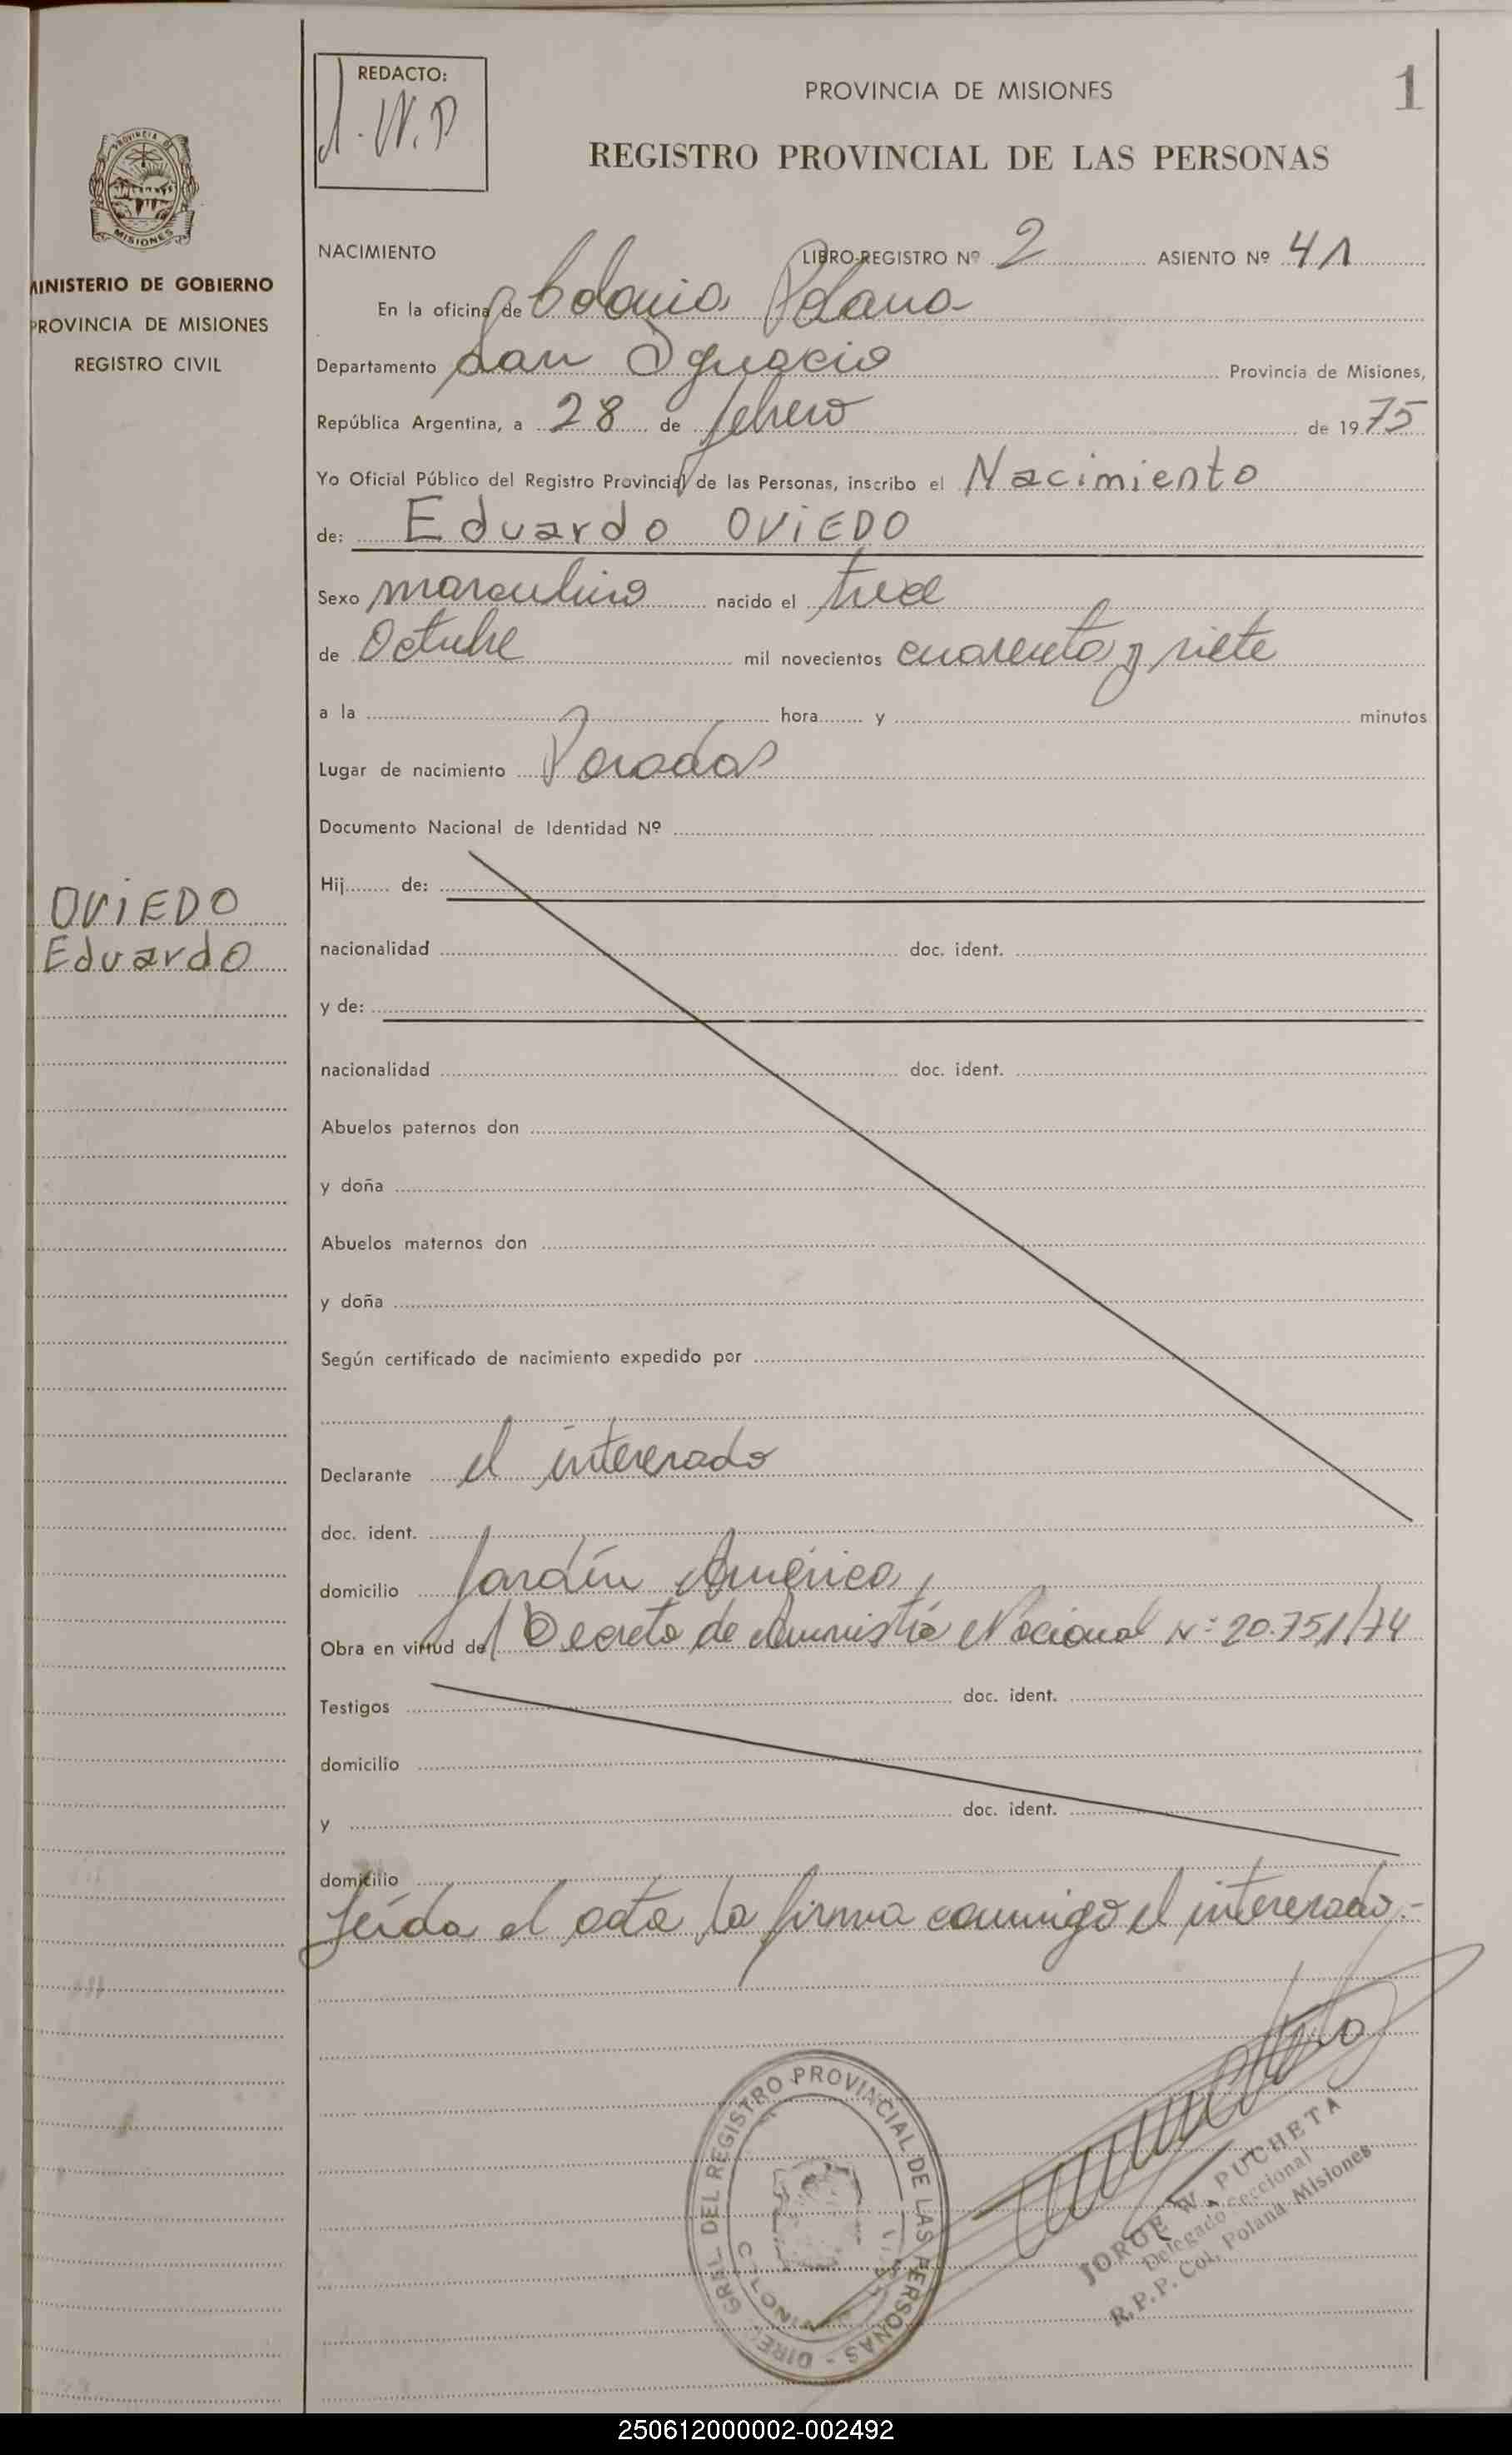 REDACTO:
J. W. P
PROVINCIA DE MISIONES
1
REGISTRO PROVINCIAL DE LAS PERSONAS
PROVINCIA DE
MISIONES
MINISTERIO DE GOBIERNO
PROVINCIA DE MISIONES
REGISTRO CIVIL
NACIMIENTO LIBRO-REGISTRO Nº 2 ASIENTO Nº 41
En la oficina de Colonia Polana
Departamento San Ignacio Provincia de Misiones,
República Argentina, a 28 de febrero de 1975
Yo Oficial Público del Registro Provincial de las Personas, inscribo el Nacimiento
de: Eduardo OVIEDO
Sexo masculino nacido el trece
de Octubre mil novecientos cuarenta y siete
a la hora y minutos
Lugar de nacimiento Posadas
Documento Nacional de Identidad Nº
Hij de:
OVIEDO
Eduardo
nacionalidad doc. ident.
y de:
nacionalidad doc. ident.
Abuelos paternos don
y doña
Abuelos maternos don
y doña
Según certificado de nacimiento expedido por
Declarante el interesado
doc. ident.
domicilio Jardín América,
Obra en virtud del Decreto de Amnistía Nacional Nº 20.751/74
Testigos doc. ident.
domicilio
y doc. ident.
domicilio
Leída el acta la firma conmigo el interesado.-
DIREC. GRAL. DEL REGISTRO PROVINCIAL DE LAS PERSONAS
JORGE W. PUCHETA
Delegado Seccional
R.P.P. Col. Polana Misiones
250612000002-002492